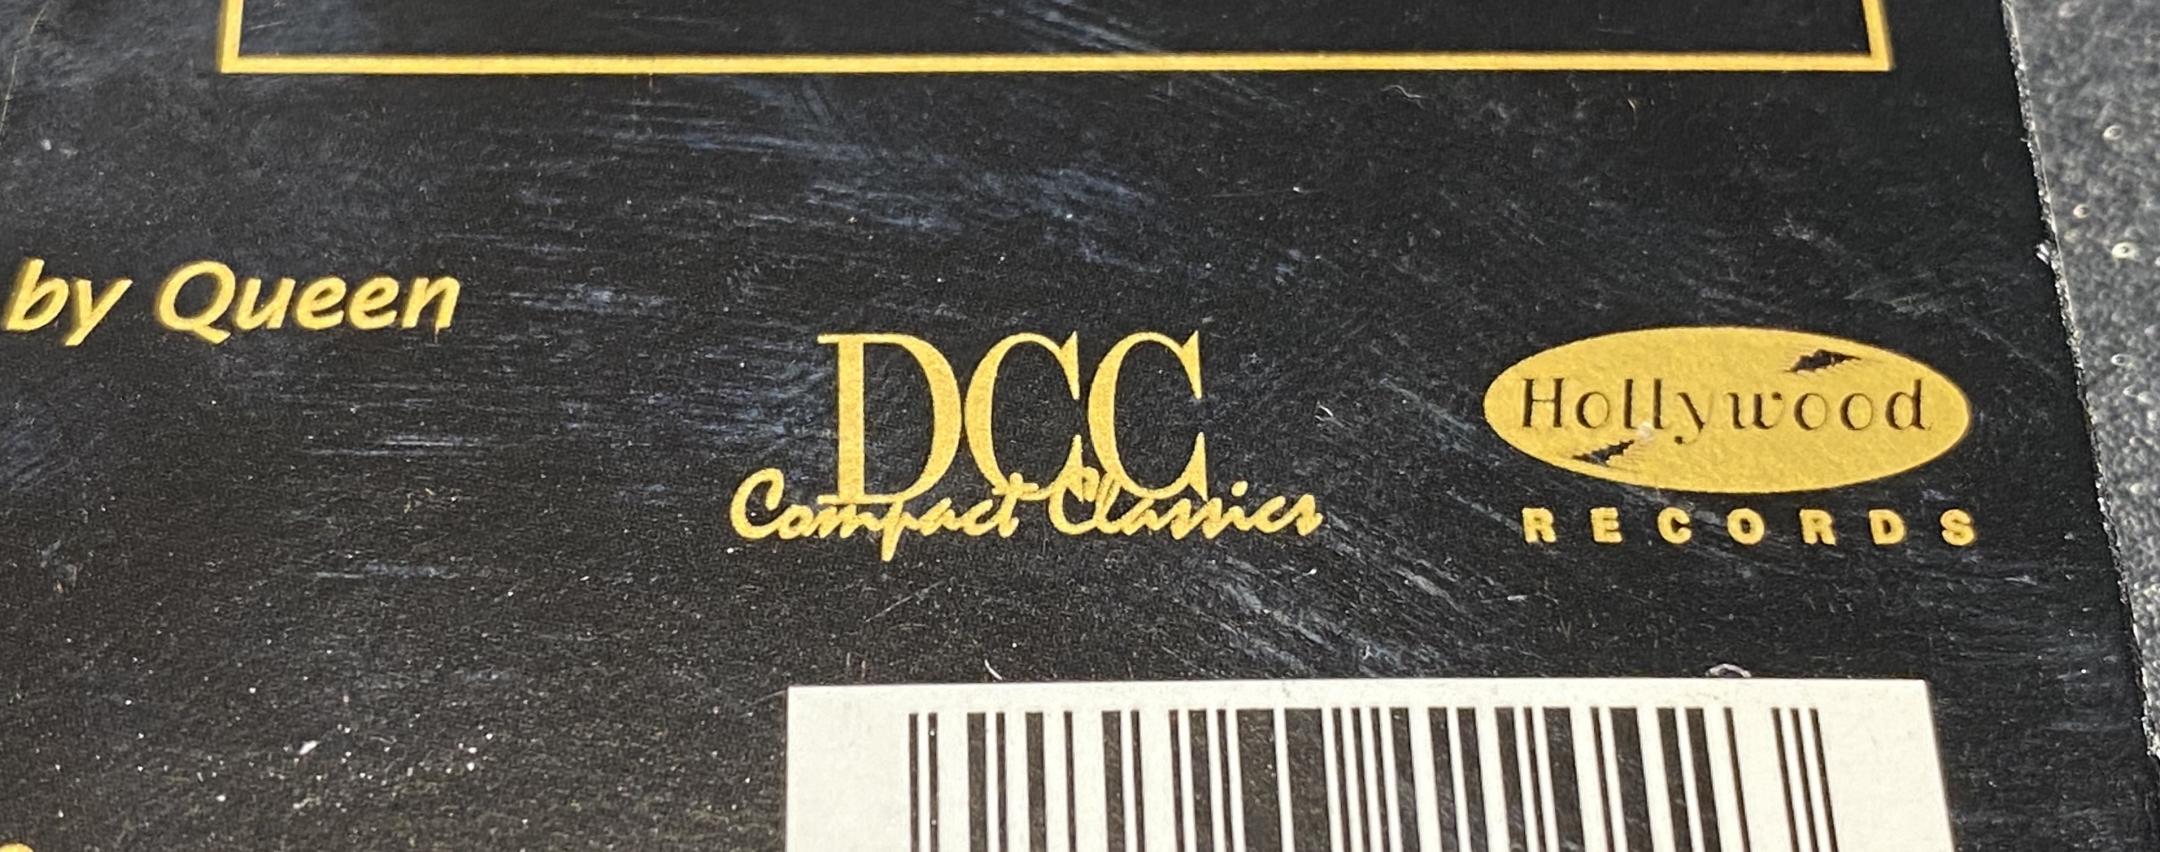 by Queen
DCC
Compact Classics
Hollywood
RECORDS